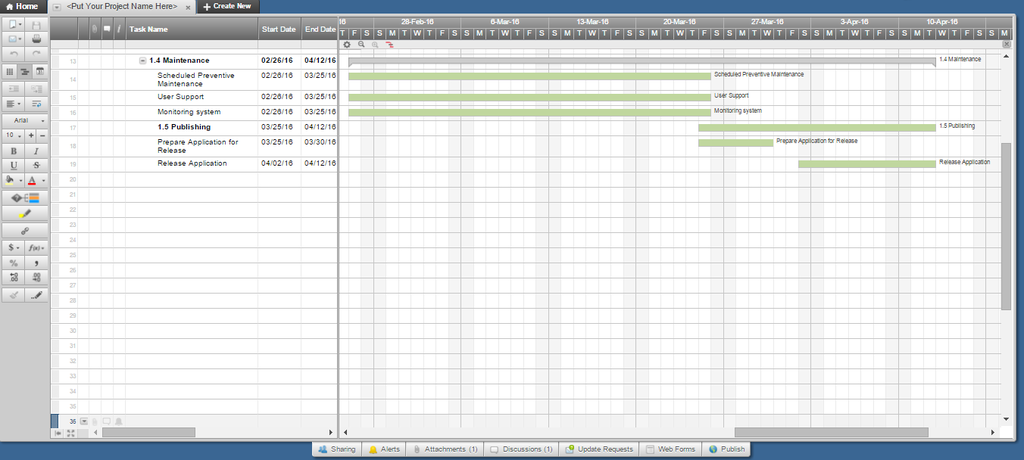 Home
<Put Your Project Name Here>
Create New
Task Name Start Date End Date
16 28-Feb-16 6-Mar-16 13-Mar-16 20-Mar-16 27-Mar-16 3-Apr-16 10-Apr-16
T F S S M T W T F S S M T W T F S S M T W T F S S M T W T F S S M T W T F S S M T W T F S S M T W T F S S M
13 1.4 Maintenance 02/26/16 04/12/16 1.4 Maintenance
14 Scheduled Preventive 02/26/16 03/25/16 Scheduled Preventive Maintenance
Maintenance
15 User Support 02/26/16 03/25/16 User Support
16 Monitoring system 02/26/16 03/25/16 Monitoring system
17 1.5 Publishing 03/25/16 04/12/16 1.5 Publishing
18 Prepare Application for 03/25/16 03/30/16 Prepare Application for Release
Release
19 Release Application 04/02/16 04/12/16 Release Application
20
21
22
23
24
25
26
27
28
29
30
31
32
33
34
35
36
Arial
10
B I
U S
A
$ f(x)
%
Sharing Alerts Attachments (1) Discussions (1) Update Requests Web Forms Publish